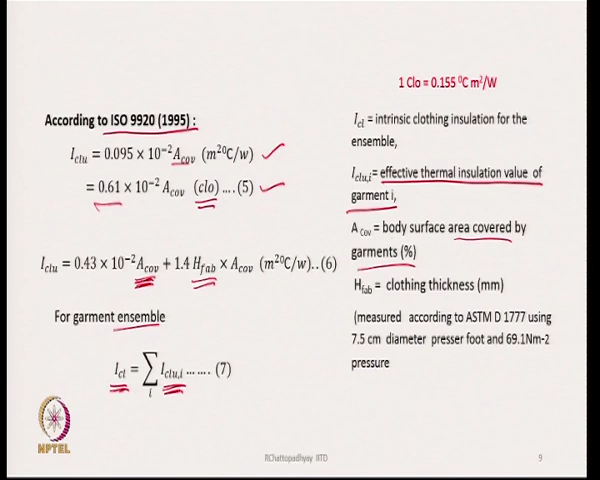 1 Clo = 0.155 ⁰C m²/W
According to ISO 9920 (1995) :
I_clu = 0.095 × 10⁻² A_cov (m²⁰C/w)
= 0.61 × 10⁻² A_cov (clo) .... (5)
I_clu = 0.43 × 10⁻² A_cov + 1.4 H_fab × A_cov (m²⁰C/w) .. (6)
For garment ensemble
I_cl = ∑_i I_clu,i ...... (7)
I_cl = intrinsic clothing insulation for the
ensemble,
I_clu,i = effective thermal insulation value of
garment i,
A_Cov = body surface area covered by
garments (%)
H_fab = clothing thickness (mm)
(measured according to ASTM D 1777 using
7.5 cm diameter presser foot and 69.1Nm-2
pressure
NPTEL
RChattopadhyay IITD
9